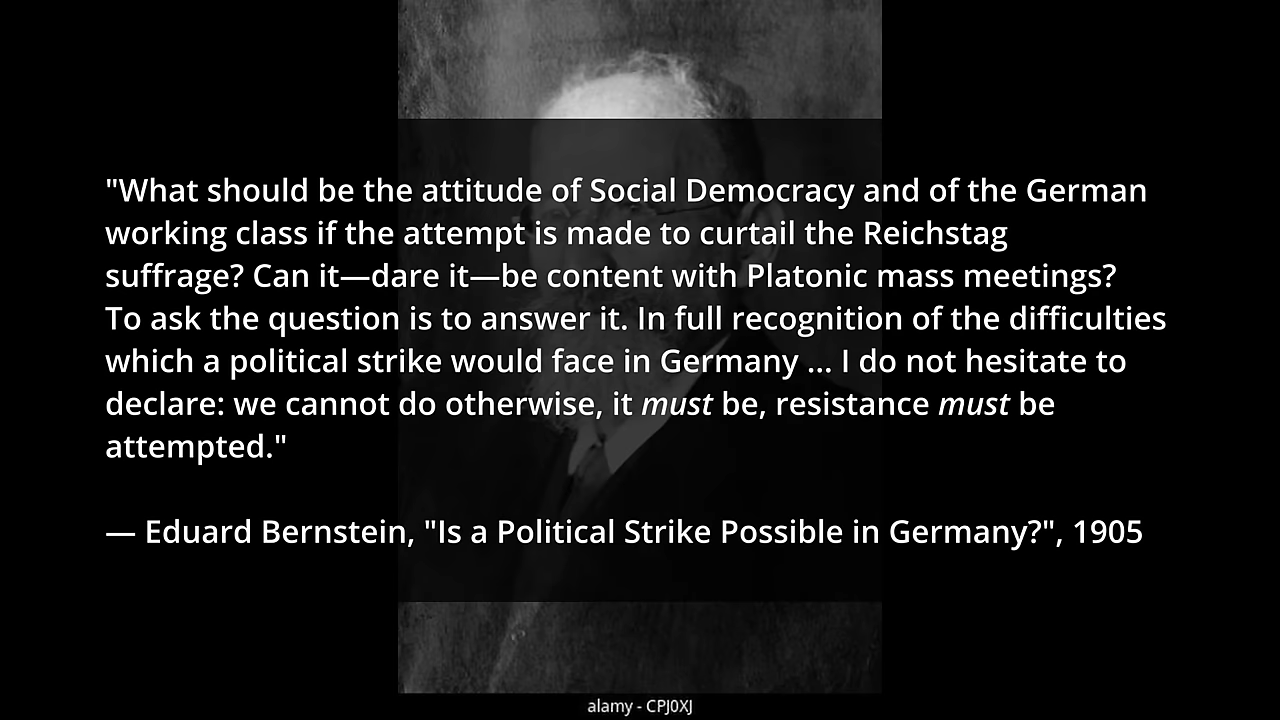 "What should be the attitude of Social Democracy and of the German
working class if the attempt is made to curtail the Reichstag
suffrage? Can it—dare it—be content with Platonic mass meetings?
To ask the question is to answer it. In full recognition of the difficulties
which a political strike would face in Germany ... I do not hesitate to
declare: we cannot do otherwise, it must be, resistance must be
attempted."
— Eduard Bernstein, "Is a Political Strike Possible in Germany?", 1905
alamy - CPJ0XJ